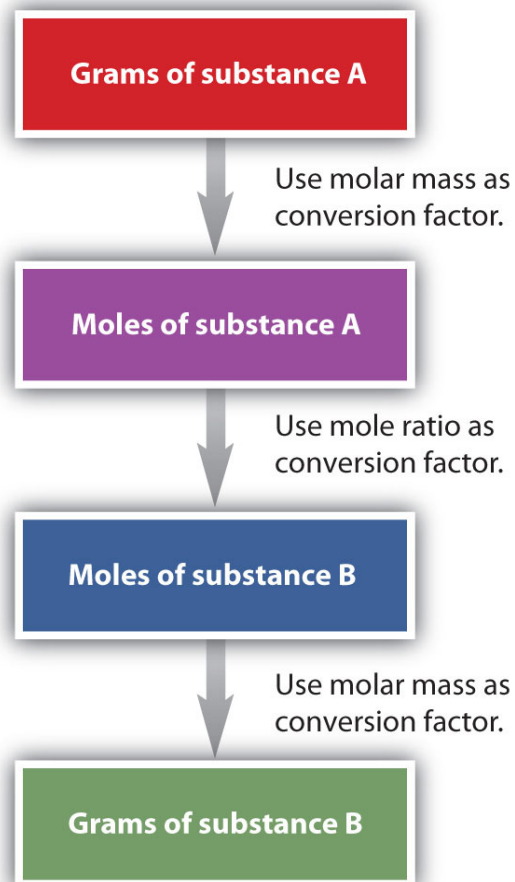 Grams of substance A
Use molar mass as
conversion factor.
Moles of substance A
Use mole ratio as
conversion factor.
Moles of substance B
Use molar mass as
conversion factor.
Grams of substance B